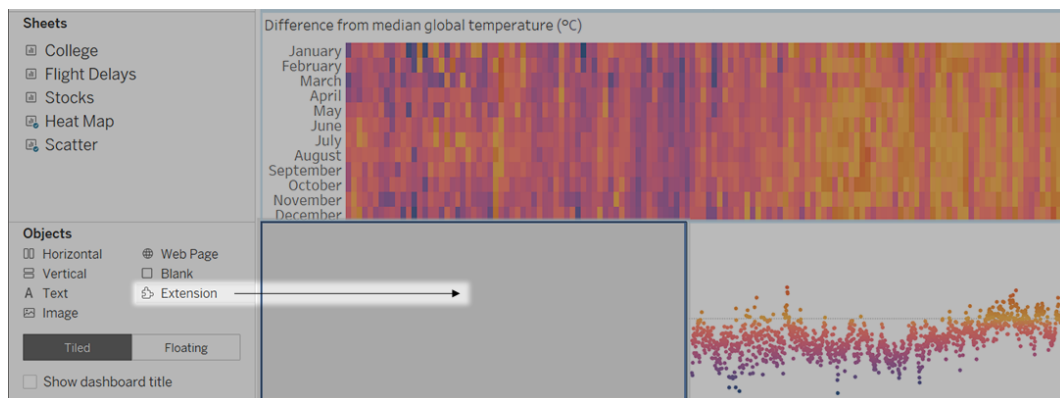 Sheets
College
Flight Delays
Stocks
Heat Map
Scatter
Objects
Horizontal
Web Page
Vertical
Blank
Text
Extension
Image
Tiled
Floating
Show dashboard title
Difference from median global temperature (ºC)
January
February
March
April
May
June
July
August
September
October
November
December